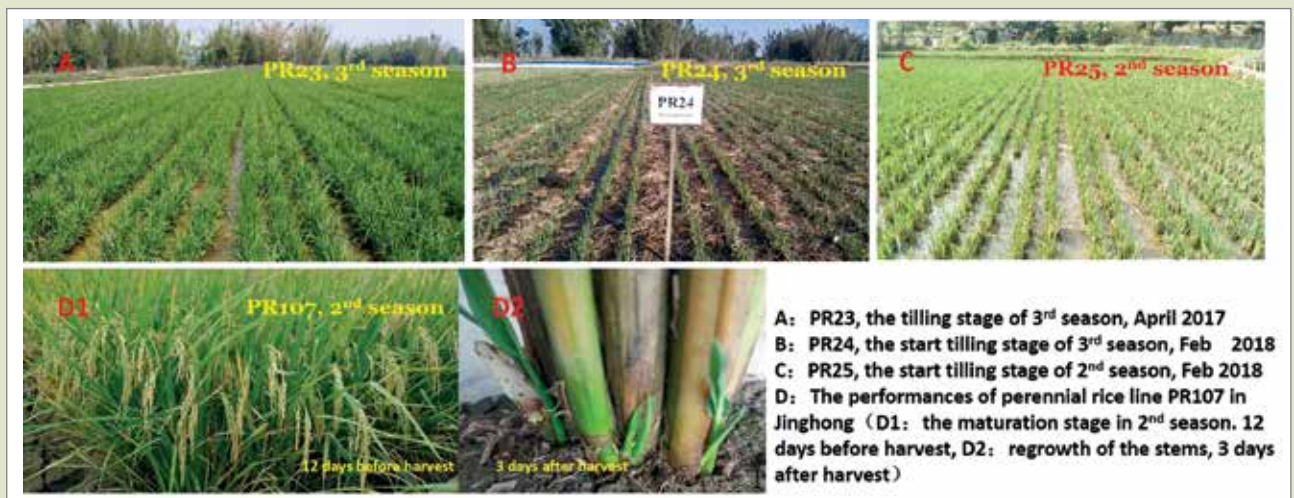 A
PR23, 3rd season
B
PR24, 3rd season
PR24
C
PR25, 2nd season
D1
PR107, 2nd season
12 days before harvest
D2
3 days after harvest
A: PR23, the tilling stage of 3rd season, April 2017
B: PR24, the start tilling stage of 3rd season, Feb 2018
C: PR25, the start tilling stage of 2nd season, Feb 2018
D: The performances of perennial rice line PR107 in
Jinghong（D1: the maturation stage in 2nd season. 12
days before harvest, D2: regrowth of the stems, 3 days
after harvest）